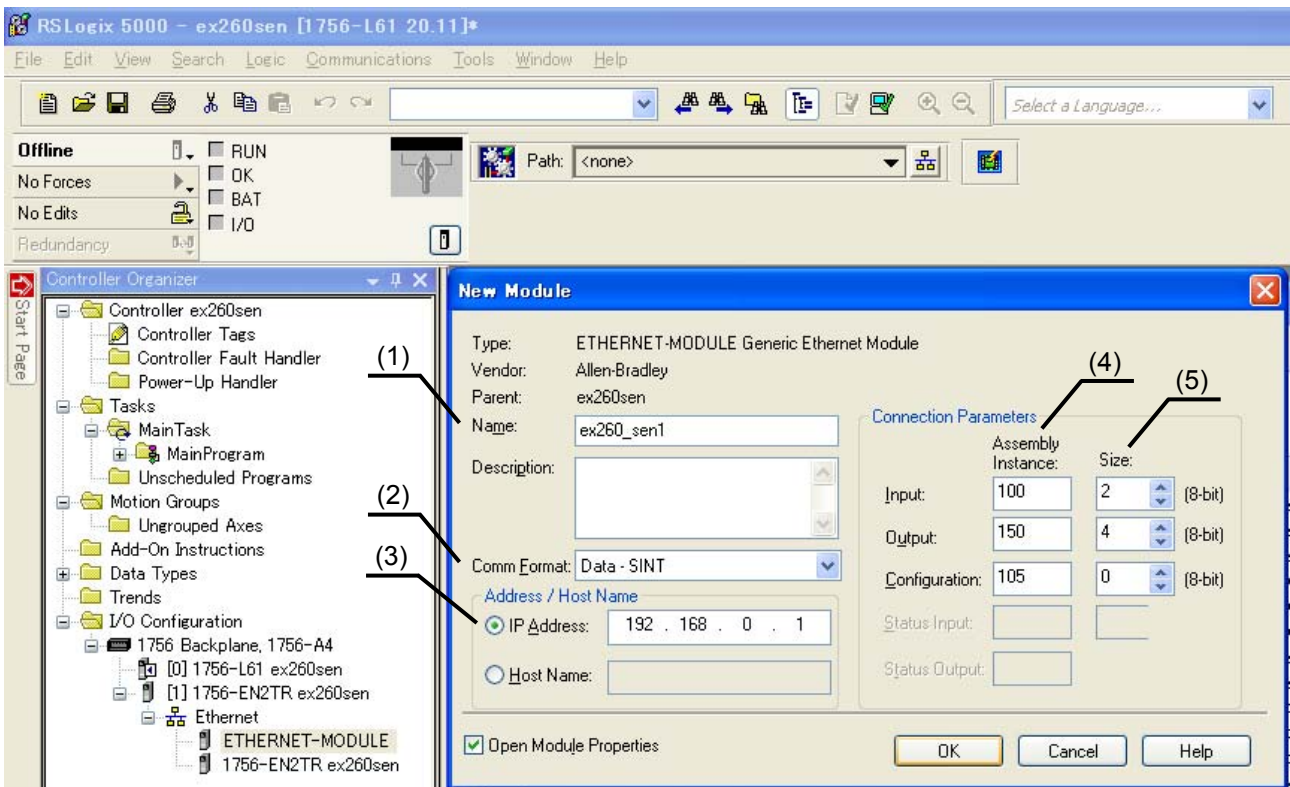 RSLogix 5000 - ex260sen [1756-L61 20.11]*
File Edit View Search Logic Communications Tools Window Help
Select a Language...
Offline
RUN
No Forces
OK
BAT
No Edits
I/O
Redundancy
Path: <none>
Start Page
Controller Organizer
Controller ex260sen
Controller Tags
Controller Fault Handler
Power-Up Handler
Tasks
MainTask
MainProgram
Unscheduled Programs
Motion Groups
Ungrouped Axes
Add-On Instructions
Data Types
Trends
I/O Configuration
1756 Backplane, 1756-A4
[0] 1756-L61 ex260sen
[1] 1756-EN2TR ex260sen
Ethernet
ETHERNET-MODULE
1756-EN2TR ex260sen
(1)
(2)
(3)
New Module
Type: ETHERNET-MODULE Generic Ethernet Module
Vendor: Allen-Bradley
Parent: ex260sen
Name: ex260_sen1
Description:
Comm Format: Data - SINT
Address / Host Name
IP Address: 192 . 168 . 0 . 1
Host Name:
Open Module Properties
(4)
(5)
Connection Parameters
Assembly Instance: Size:
Input: 100 2 (8-bit)
Output: 150 4 (8-bit)
Configuration: 105 0 (8-bit)
Status Input:
Status Output:
OK Cancel Help